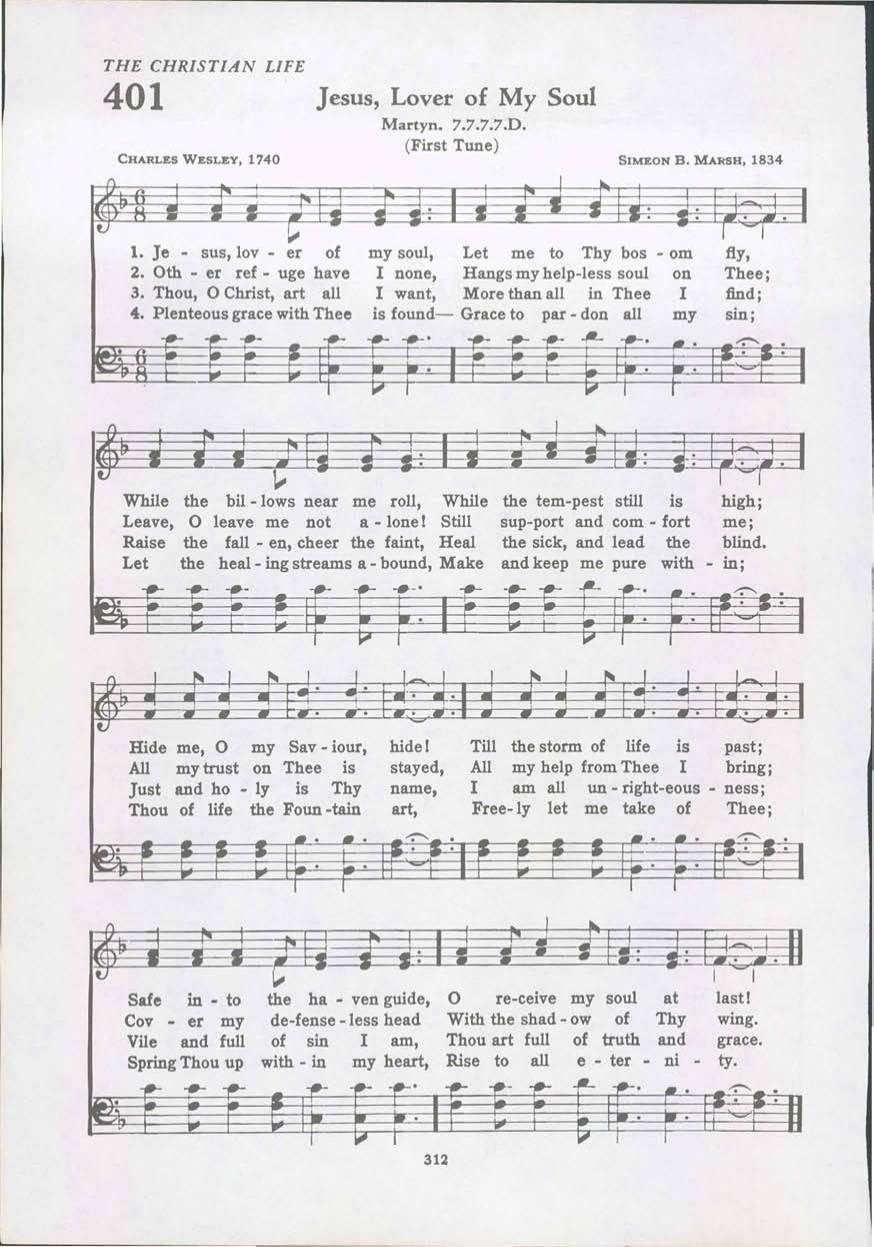 THE CHRISTIAN LIFE
401
Jesus, Lover of My Soul
Martyn. 7.7.7.7.D.
(First Tune)
CHARLES WESLEY, 1740
SIMEON B. MARSH, 1834
1. Je - sus, lov - er of my soul, Let me to Thy bos - om fly,
2. Oth - er ref - uge have I none, Hangs my help-less soul on Thee;
3. Thou, O Christ, art all I want, More than all in Thee I find;
4. Plenteous grace with Thee is found— Grace to par - don all my sin;
While the bil - lows near me roll, While the tem-pest still is high;
Leave, O leave me not a - lone! Still sup-port and com - fort me;
Raise the fall - en, cheer the faint, Heal the sick, and lead the blind.
Let the heal - ing streams a - bound, Make and keep me pure with - in;
Hide me, O my Sav - iour, hide! Till the storm of life is past;
All my trust on Thee is stayed, All my help from Thee I bring;
Just and ho - ly is Thy name, I am all un - right-eous - ness;
Thou of life the Foun - tain art, Free-ly let me take of Thee;
Safe in - to the ha - ven guide, O re-ceive my soul at last!
Cov - er my de-fense - less head With the shad - ow of Thy wing.
Vile and full of sin I am, Thou art full of truth and grace.
Spring Thou up with - in my heart, Rise to all e - ter - ni - ty.
312